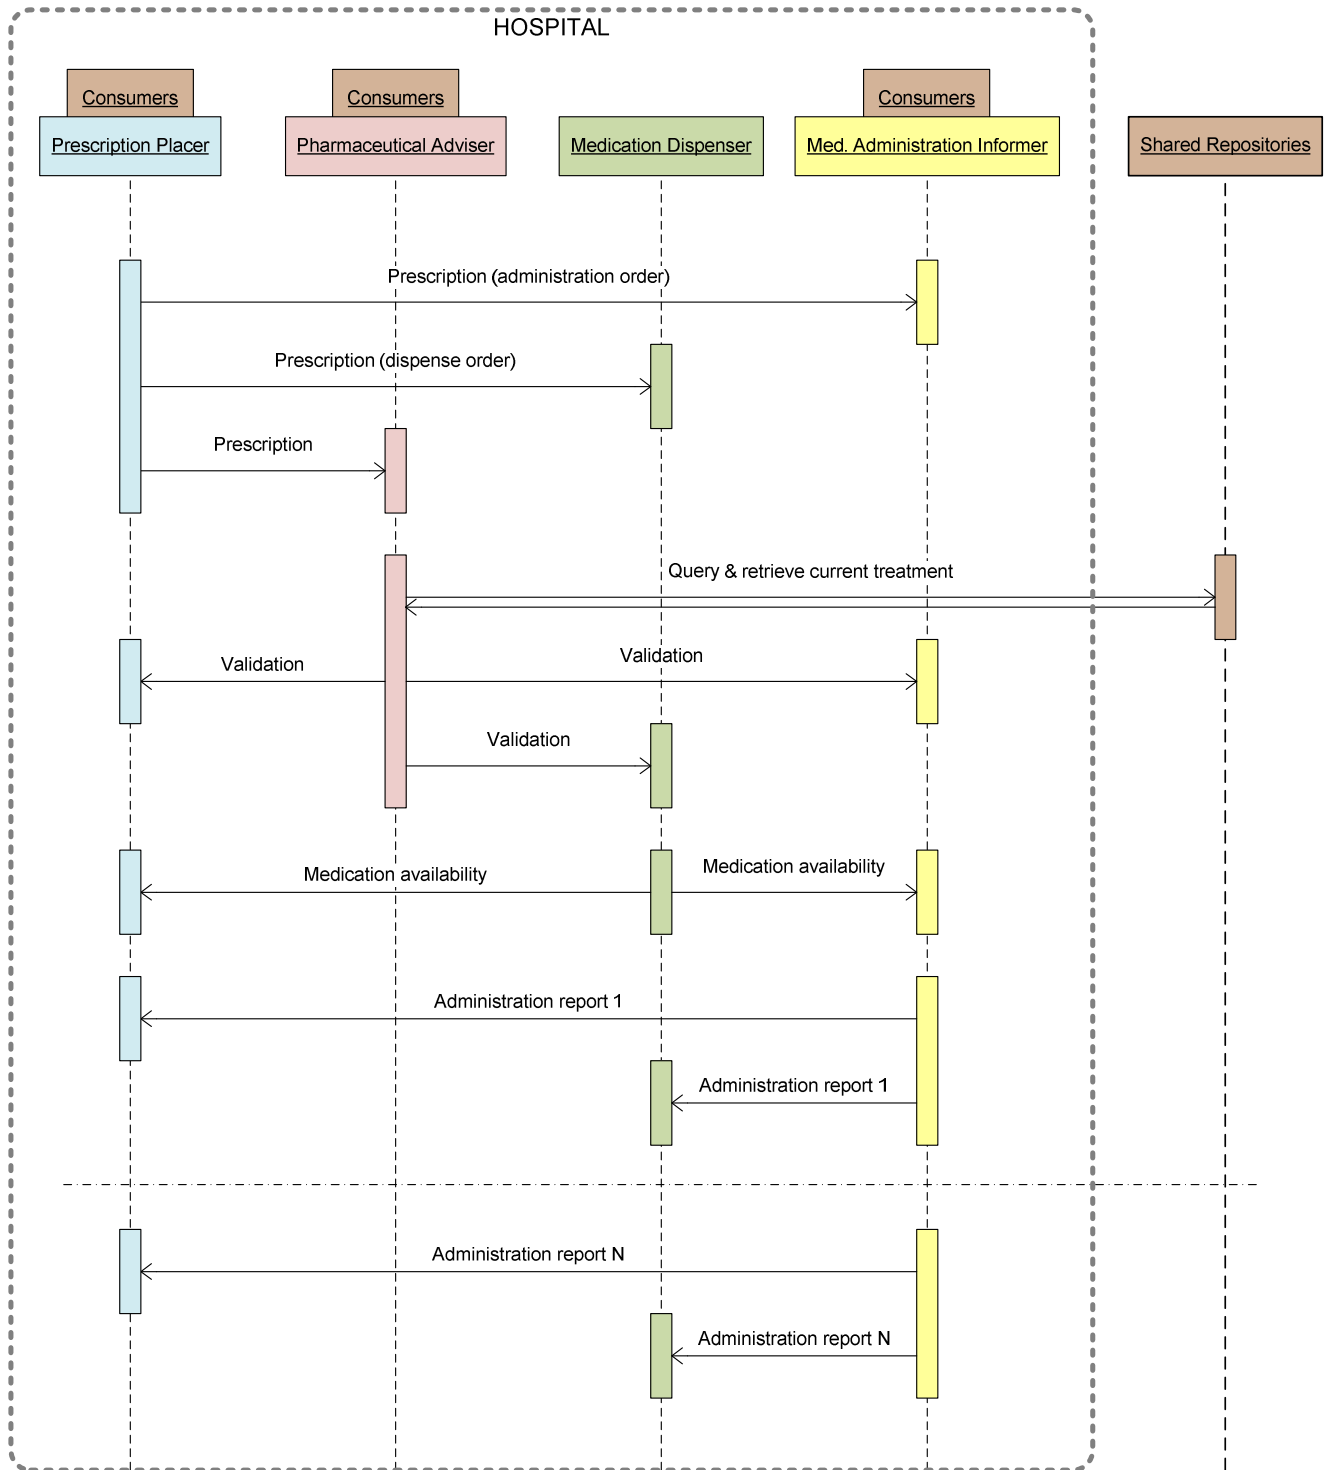 HOSPITAL
Consumers
Consumers
Consumers
Prescription Placer
Pharmaceutical Adviser
Medication Dispenser
Med. Administration Informer
Shared Repositories
Prescription (administration order)
Prescription (dispense order)
Prescription
Query & retrieve current treatment
Validation
Validation
Validation
Medication availability
Medication availability
Administration report 1
Administration report 1
Administration report N
Administration report N